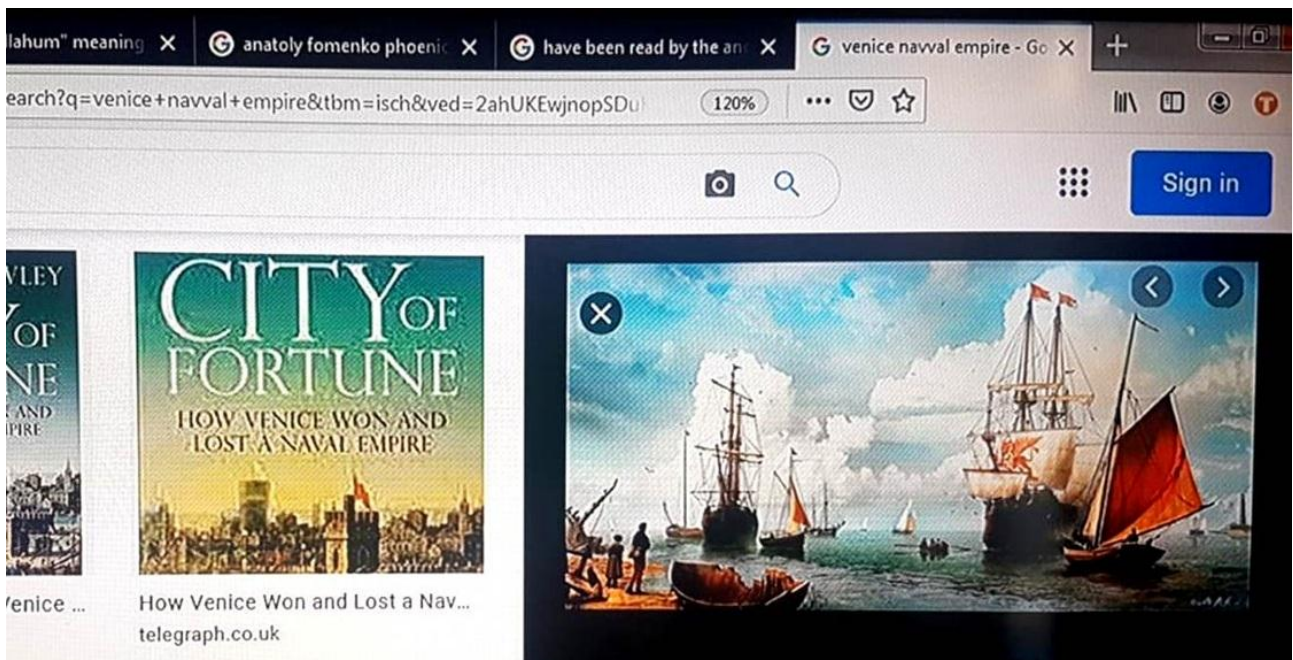 lahum" meaning
anatoly fomenko phoenic
have been read by the an
venice navval empire - Go
earch?q=venice+navval+empire&tbm=isch&ved=2ahUKEwjnopSDu
120%
T
Sign in
VLEY
OF
NE
AND
PIRE
CITY OF
FORTUNE
HOW VENICE WON AND
LOST A NAVAL EMPIRE
enice ...
How Venice Won and Lost a Nav...
telegraph.co.uk